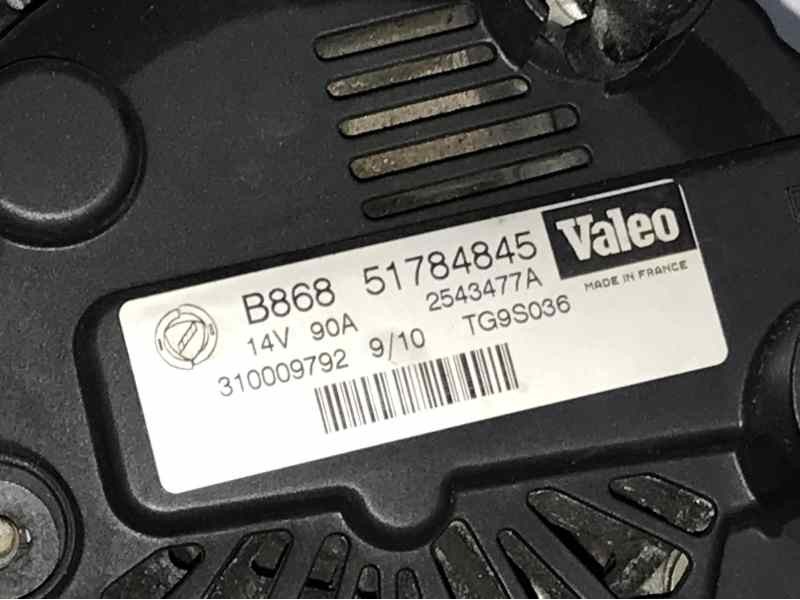 B868 51784845 Valeo
14V 90A 2543477A MADE IN FRANCE
310009792 9/10 TG9S036